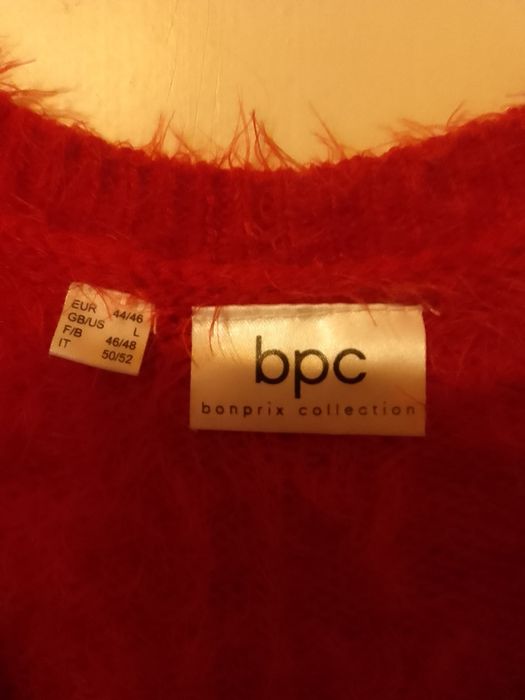 EUR 44/46
GB/US L
F/B 46/48
IT 50/52
bpc
bonprix collection